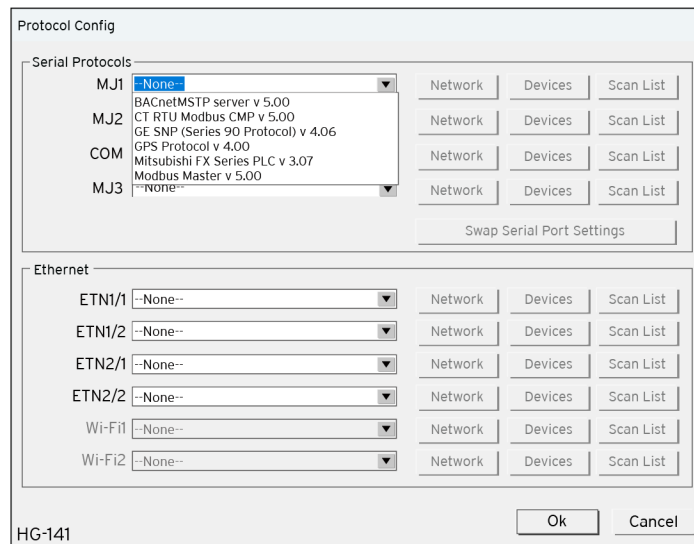 Protocol Config
Serial Protocols
MJ1 --None-- Network Devices Scan List
BACnetMSTP server v 5.00
MJ2 CT RTU Modbus CMP v 5.00 Network Devices Scan List
GE SNP (Series 90 Protocol) v 4.06
COM GPS Protocol v 4.00 Network Devices Scan List
Mitsubishi FX Series PLC v 3.07
Modbus Master v 5.00
MJ3 --None-- Network Devices Scan List
Swap Serial Port Settings
Ethernet
ETN1/1 --None-- Network Devices Scan List
ETN1/2 --None-- Network Devices Scan List
ETN2/1 --None-- Network Devices Scan List
ETN2/2 --None-- Network Devices Scan List
Wi-Fi1 --None-- Network Devices Scan List
Wi-Fi2 --None-- Network Devices Scan List
Ok Cancel
HG-141